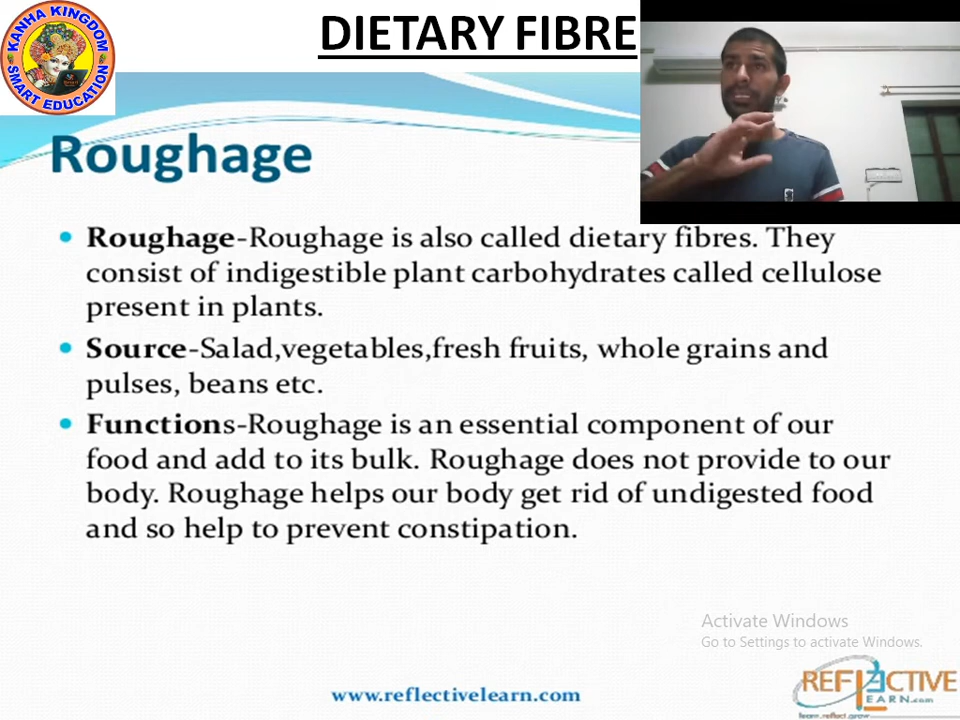 KANHA KINGDOM
SMART EDUCATION
DIETARY FIBRE
Roughage
Roughage-Roughage is also called dietary fibres. They
consist of indigestible plant carbohydrates called cellulose
present in plants.
Source-Salad,vegetables,fresh fruits, whole grains and
pulses, beans etc.
Functions-Roughage is an essential component of our
food and add to its bulk. Roughage does not provide to our
body. Roughage helps our body get rid of undigested food
and so help to prevent constipation.
Activate Windows
Go to Settings to activate Windows.
www.reflectivelearn.com
REFLECTIVE
LEARN.com
learn.reflect.grow